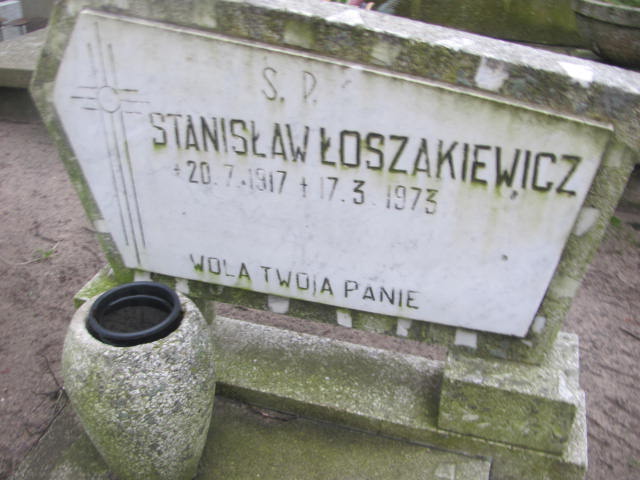 Ś. P.
STANISŁAW ŁOSZAKIEWICZ
* 20.7.1917 + 17.3.1973
WOLA TWOJA PANIE